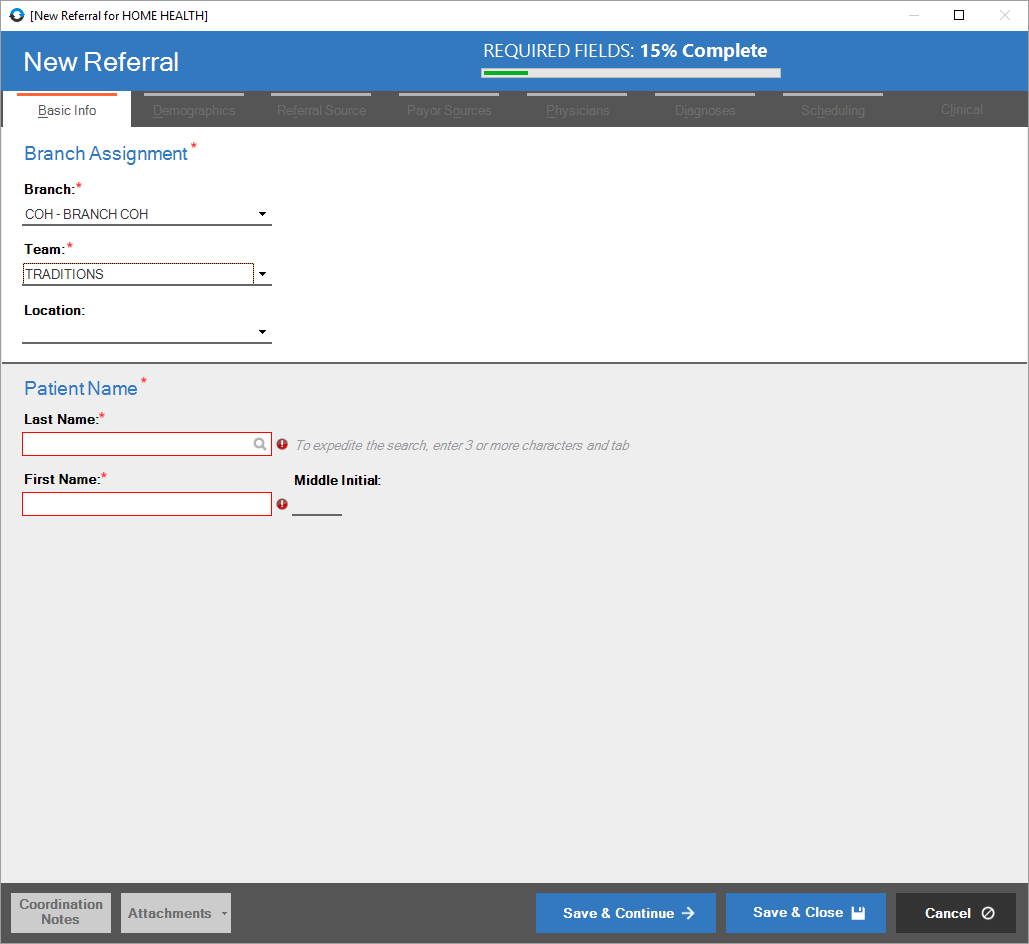 [New Referral for HOME HEALTH]
New Referral
REQUIRED FIELDS: 15% Complete
Basic Info Demographics Referral Source Payor Sources Physicians Diagnoses Scheduling Clinical
Branch Assignment *
Branch:*
COH - BRANCH COH
Team:*
TRADITIONS
Location:
Patient Name *
Last Name:*
To expedite the search, enter 3 or more characters and tab
First Name:* Middle Initial:
Coordination
Notes
Attachments
Save & Continue
Save & Close
Cancel